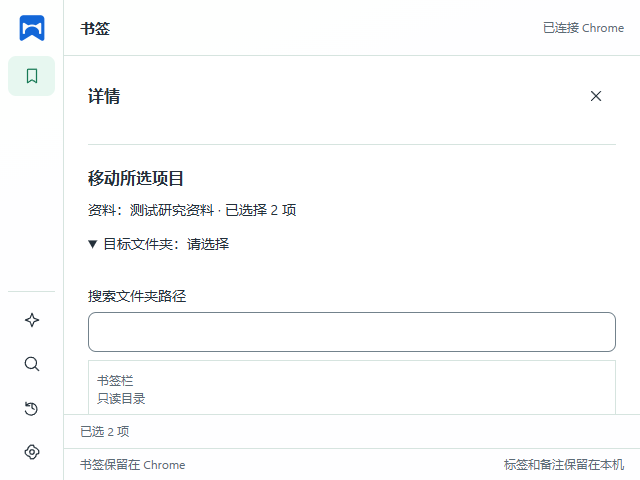 书签
已连接 Chrome
详情
移动所选项目
资料：测试研究资料 · 已选择 2 项
▼ 目标文件夹：请选择
搜索文件夹路径
书签栏
只读目录
已选 2 项
书签保留在 Chrome
标签和备注保留在本机